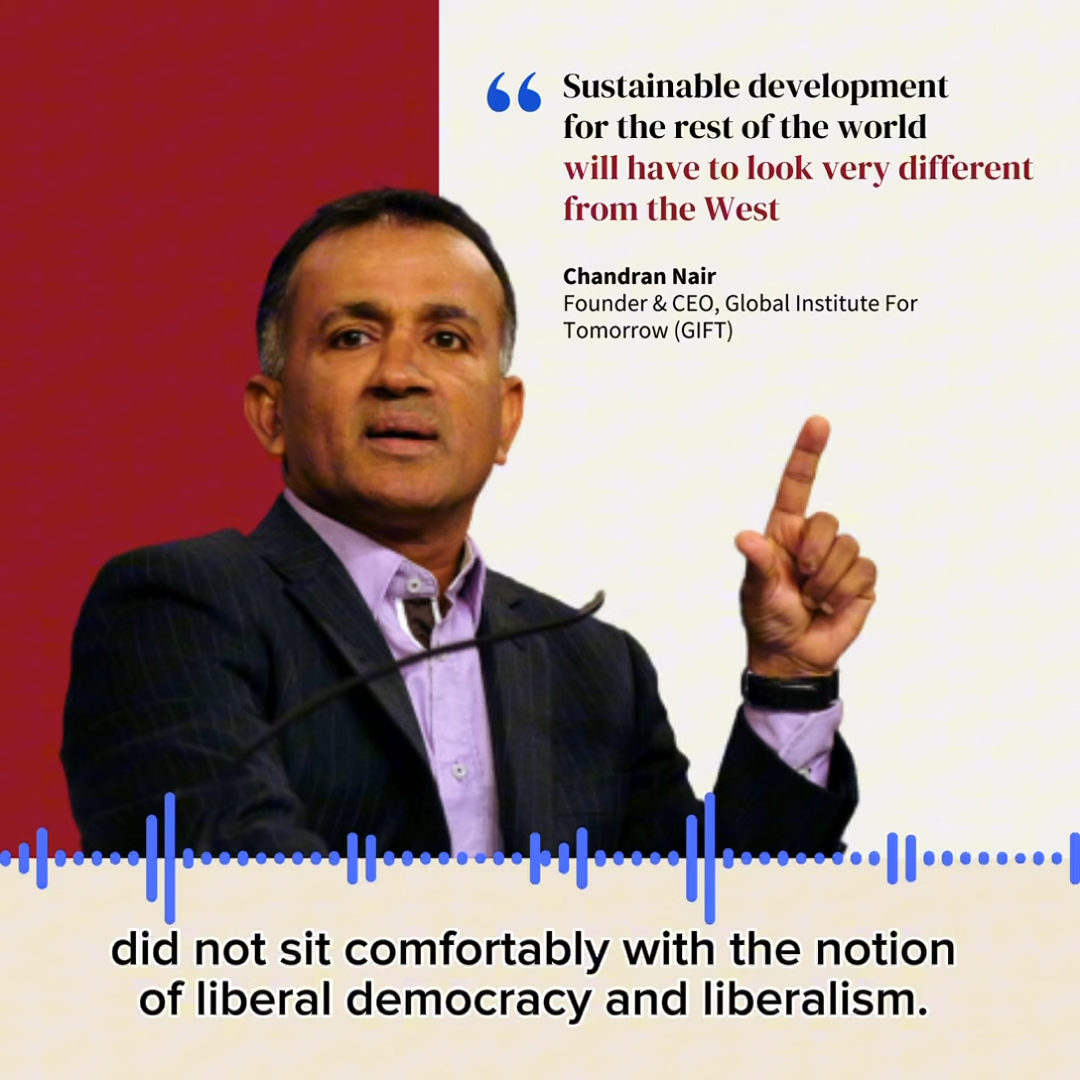 “ Sustainable development
for the rest of the world
will have to look very different
from the West
Chandran Nair
Founder & CEO, Global Institute For
Tomorrow (GIFT)
did not sit comfortably with the notion
of liberal democracy and liberalism.